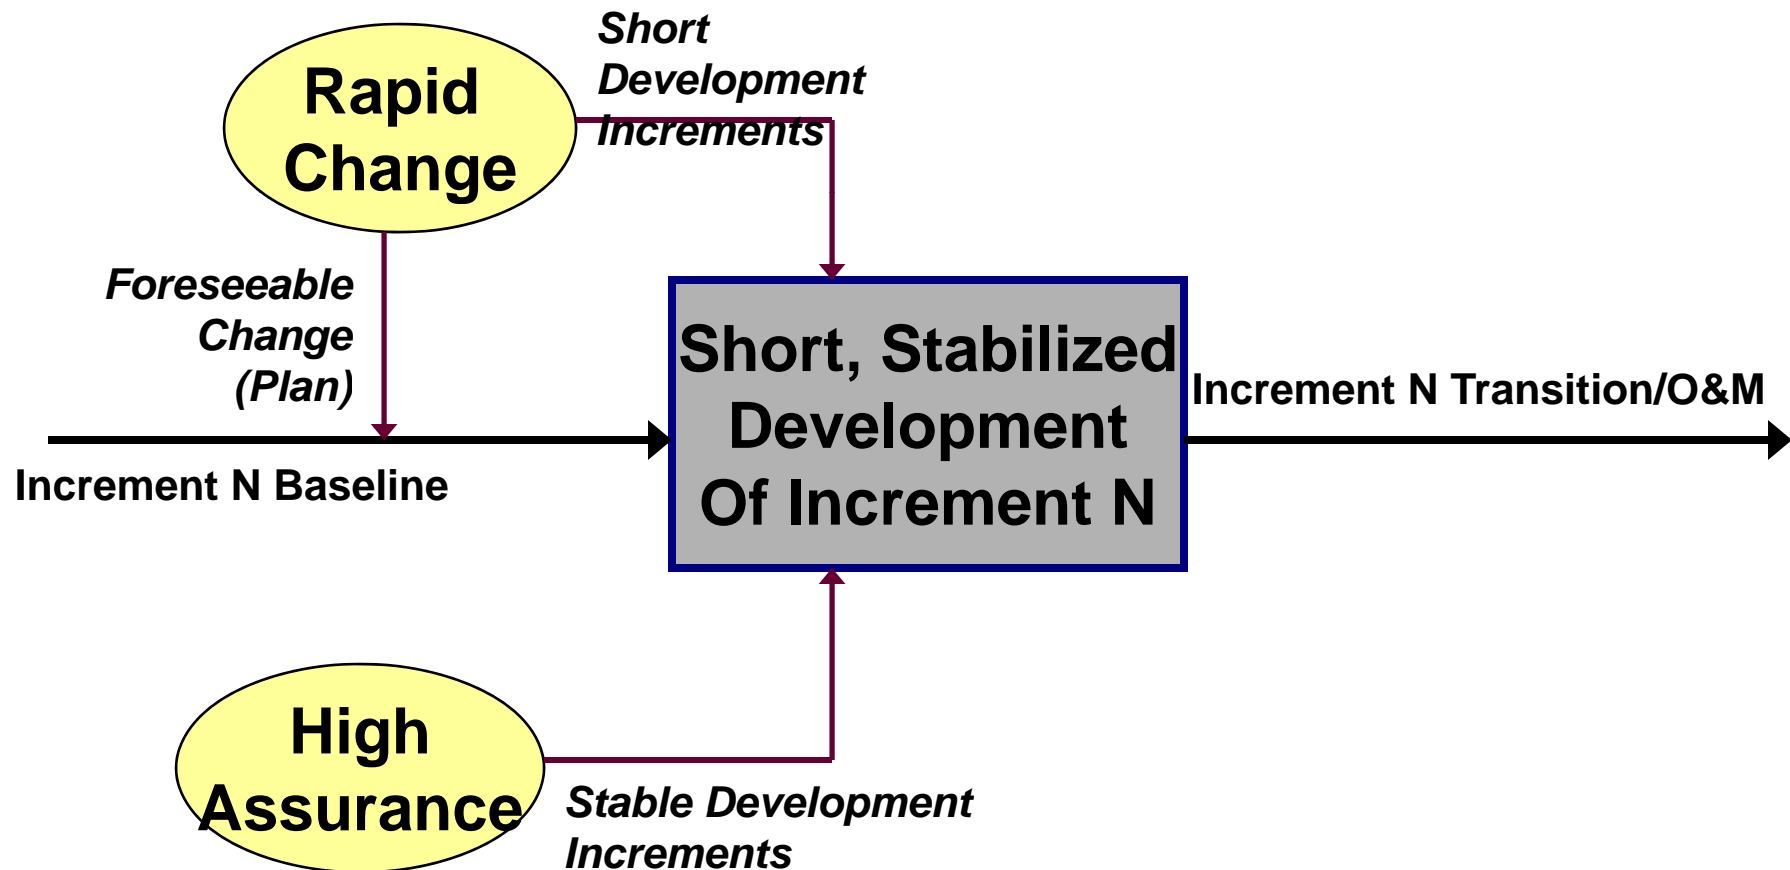 Short
Development
Increments
Rapid
Change
Foreseeable
Change
(Plan)
Short, Stabilized
Development
Of Increment N
Increment N Transition/O&M
Increment N Baseline
High
Assurance
Stable Development
Increments